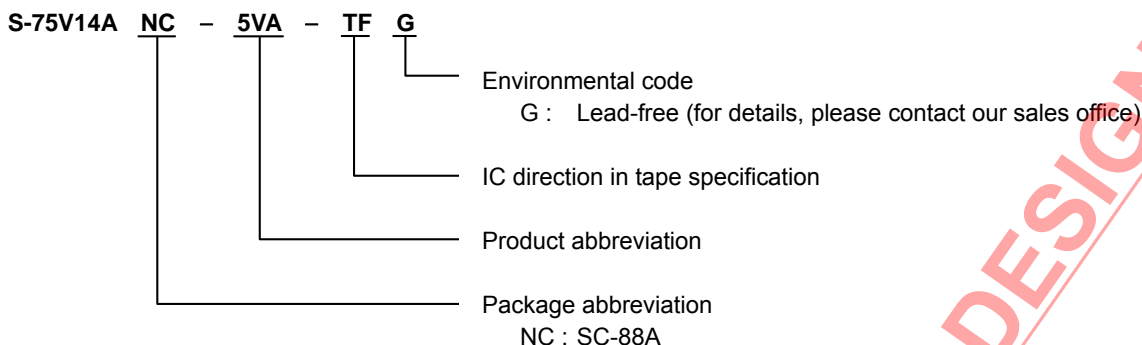 S-75V14A NC – 5VA – TF G
Environmental code
G : Lead-free (for details, please contact our sales office)
IC direction in tape specification
Product abbreviation
Package abbreviation
NC : SC-88A
DESIGN